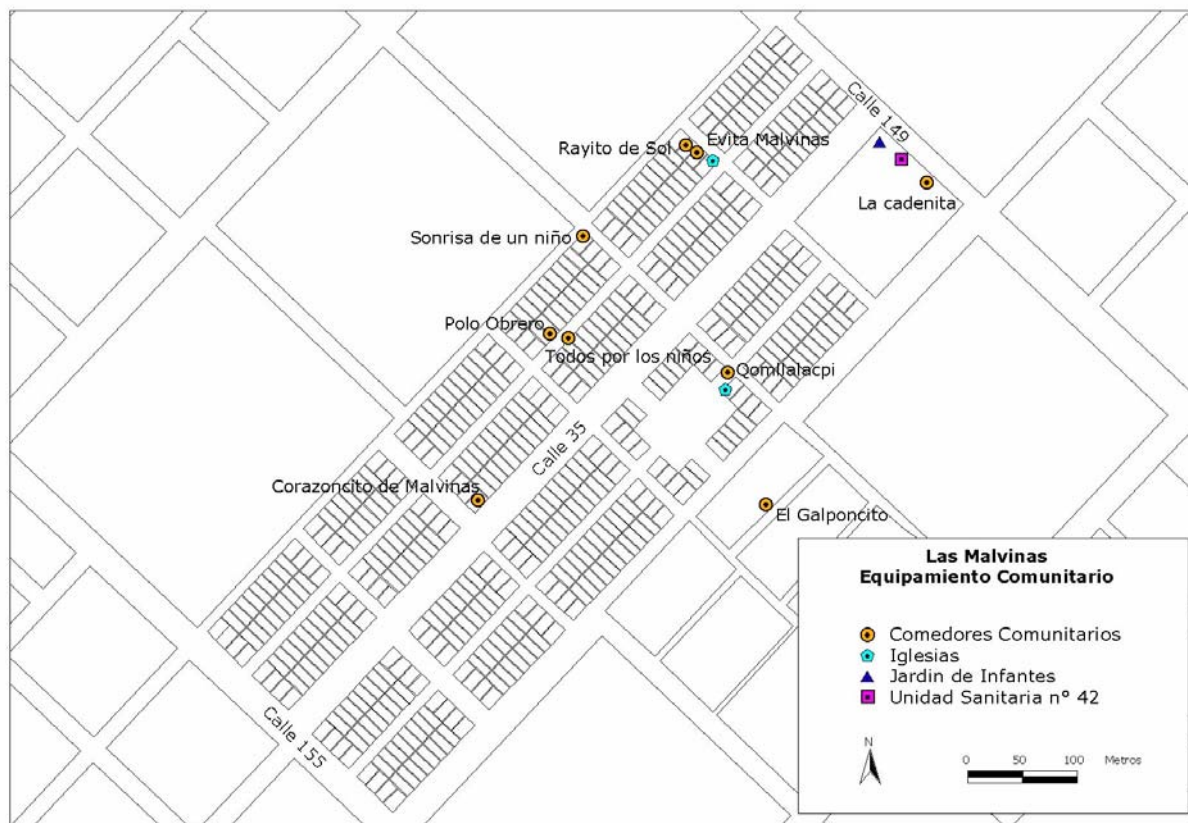 Calle 149
Rayito de Sol
Evita Malvinas
La cadenita
Sonrisa de un niño
Polo Obrero
Todos por los niños
Qomllalacpi
Calle 35
Corazoncito de Malvinas
El Galponcito
Calle 155
Las Malvinas
Equipamiento Comunitario
Comedores Comunitarios
Iglesias
Jardin de Infantes
Unidad Sanitaria n° 42
N
0 50 100 Metros